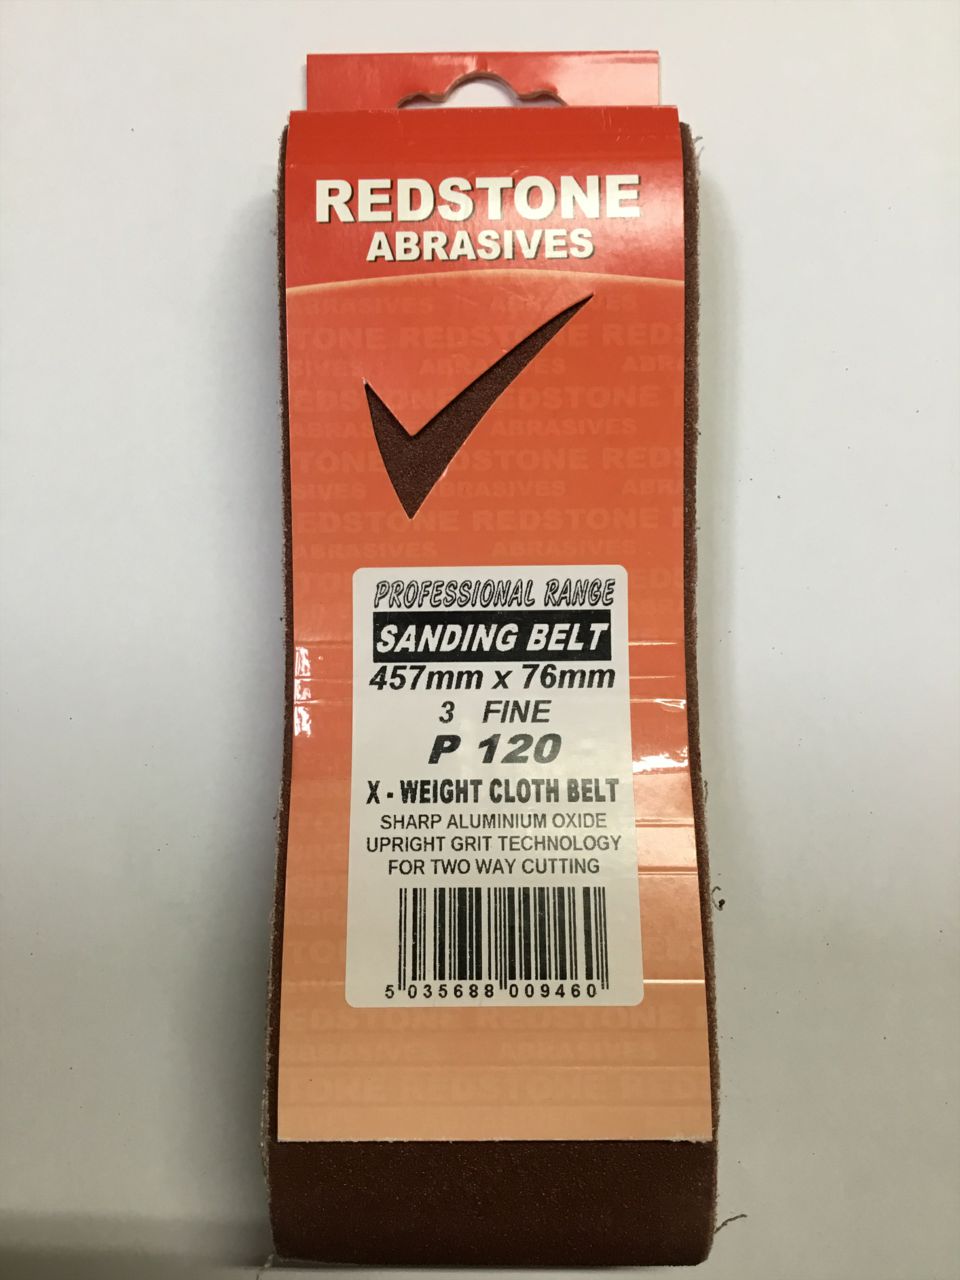 REDSTONE
ABRASIVES
PROFESSIONAL RANGE
SANDING BELT
457mm x 76mm
3 FINE
P 120
X - WEIGHT CLOTH BELT
SHARP ALUMINIUM OXIDE
UPRIGHT GRIT TECHNOLOGY
FOR TWO WAY CUTTING
5 035688 009460